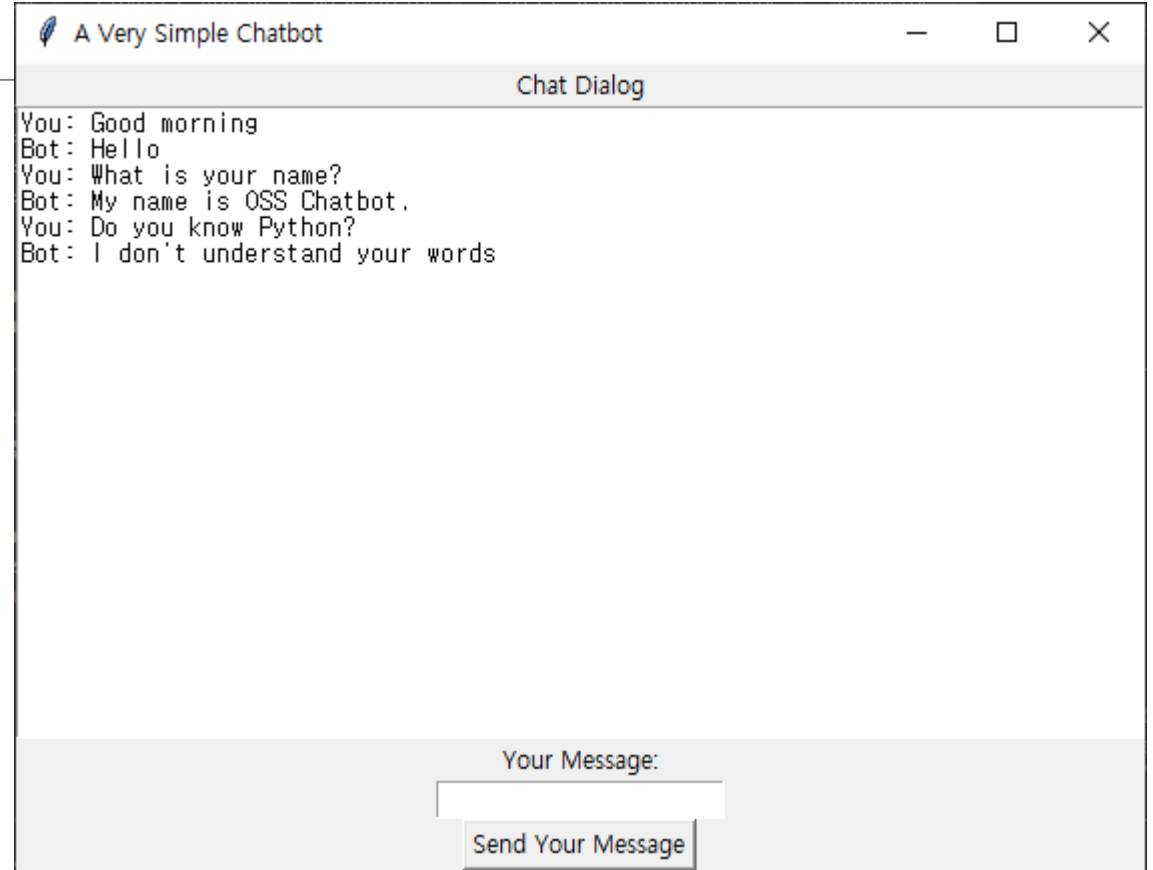 A Very Simple Chatbot
Chat Dialog
You: Good morning
Bot: Hello
You: What is your name?
Bot: My name is OSS Chatbot.
You: Do you know Python?
Bot: I don't understand your words
Your Message:
Send Your Message